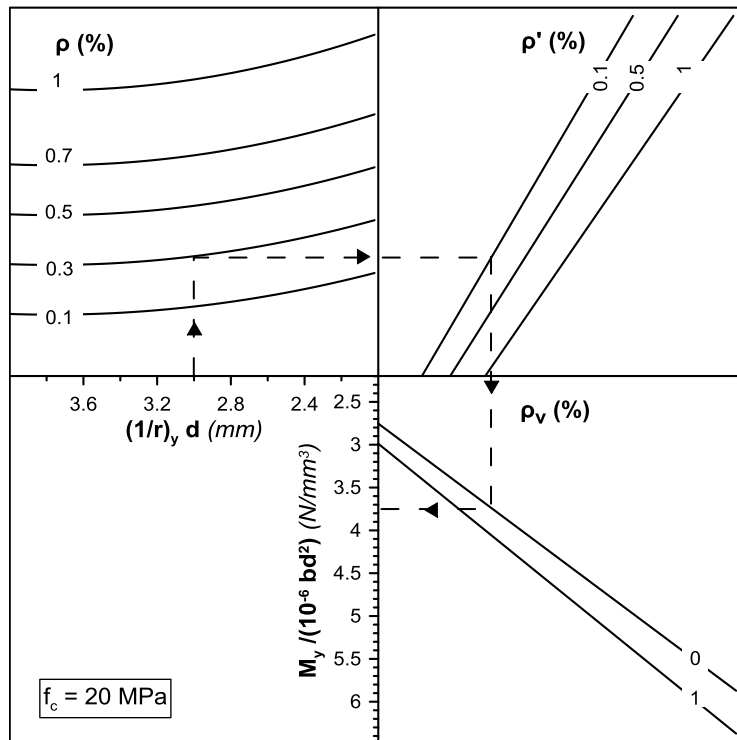 ρ (%)
1
0.7
0.5
0.3
0.1
ρ' (%)
0.1
0.5
1
3.6 3.2 2.8 2.4
(1/r)y d (mm)
ρv (%)
2.5
3
3.5
4
4.5
5
5.5
6
My /(10⁻⁶ bd²) (N/mm³)
0
1
fc = 20 MPa